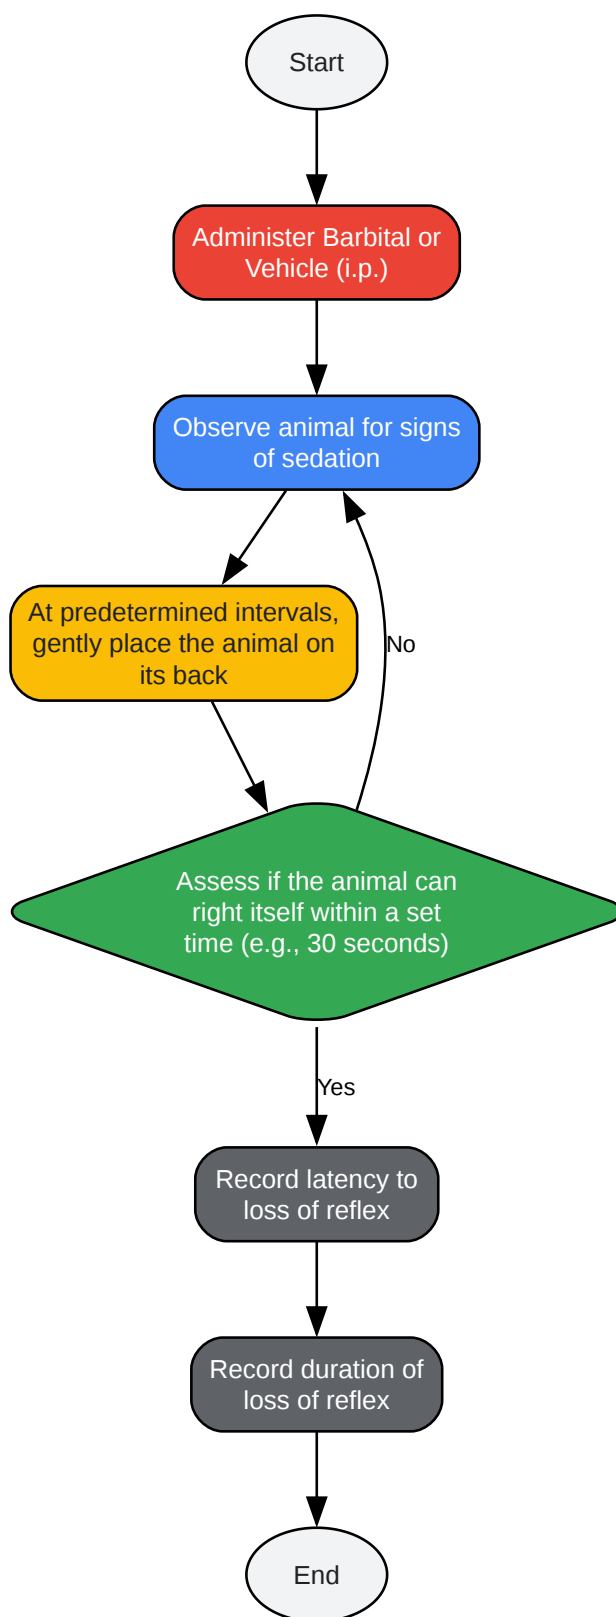 Start
Administer Barbital or
Vehicle (i.p.)
Observe animal for signs
of sedation
At predetermined intervals,
gently place the animal on
its back
No
Assess if the animal can
right itself within a set
time (e.g., 30 seconds)
Yes
Record latency to
loss of reflex
Record duration of
loss of reflex
End